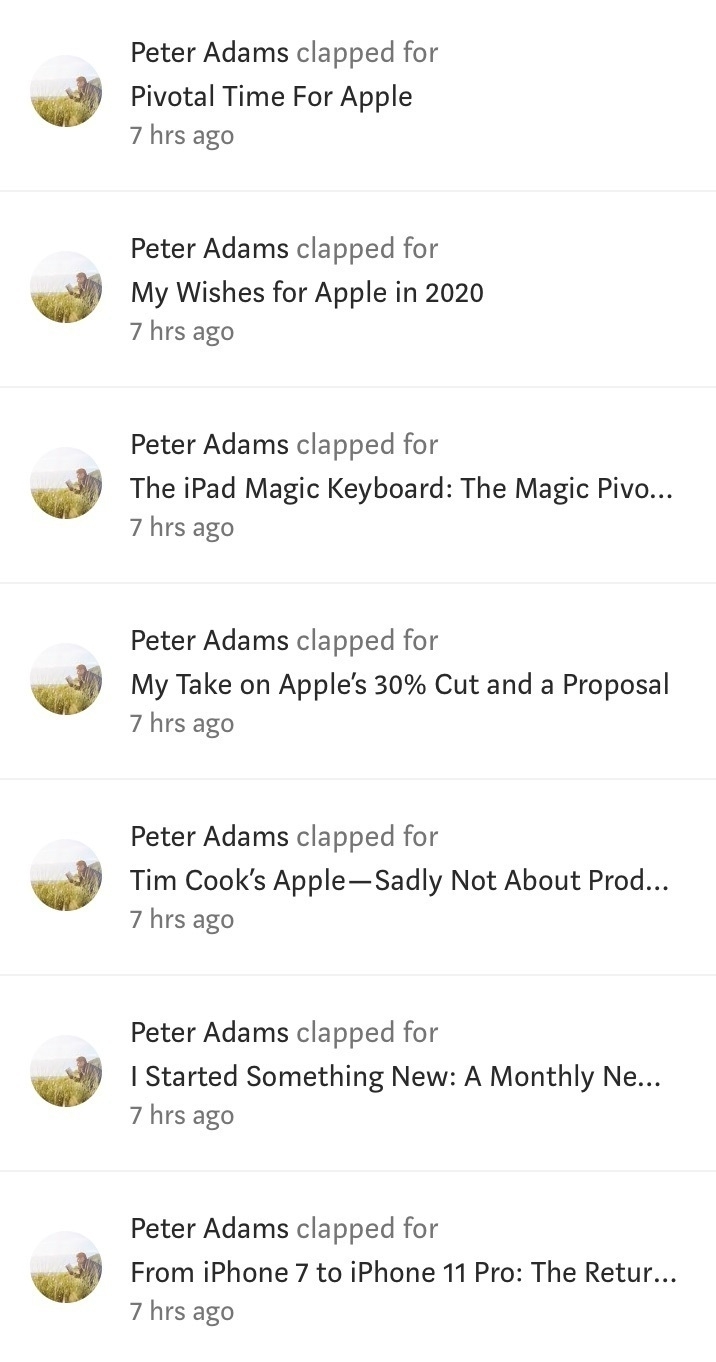 Peter Adams clapped for
Pivotal Time For Apple
7 hrs ago
Peter Adams clapped for
My Wishes for Apple in 2020
7 hrs ago
Peter Adams clapped for
The iPad Magic Keyboard: The Magic Pivo...
7 hrs ago
Peter Adams clapped for
My Take on Apple’s 30% Cut and a Proposal
7 hrs ago
Peter Adams clapped for
Tim Cook’s Apple — Sadly Not About Prod...
7 hrs ago
Peter Adams clapped for
I Started Something New: A Monthly Ne...
7 hrs ago
Peter Adams clapped for
From iPhone 7 to iPhone 11 Pro: The Retur...
7 hrs ago